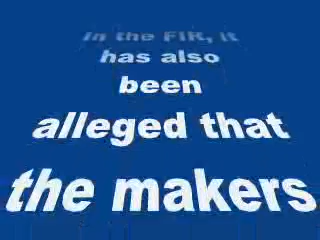 In the FIR, it
has also
been
alleged that
the makers